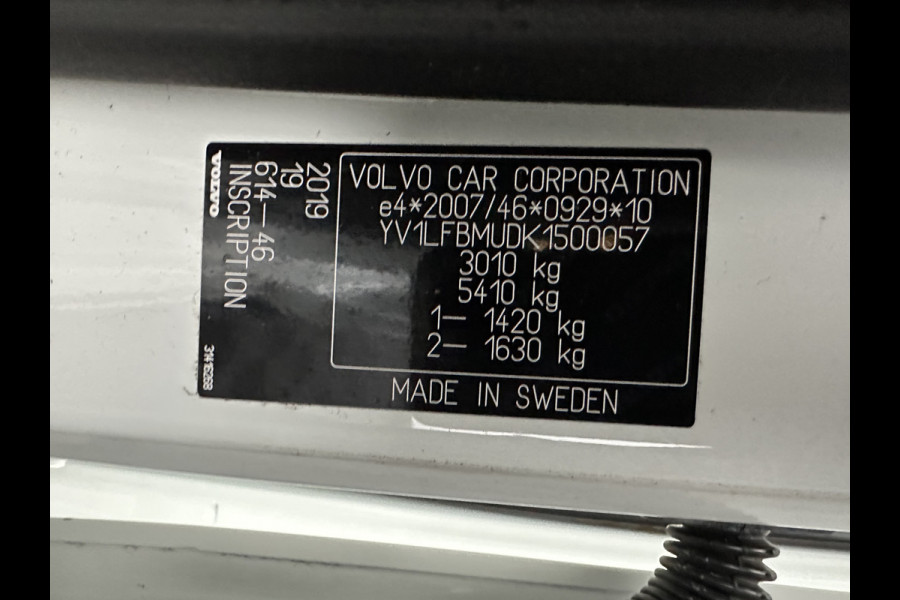 VOLVO CAR CORPORATION
e4*2007/46*0929*10
YV1LFBMUDK1500057
3010 kg
5410 kg
1— 1420 kg
2— 1630 kg
MADE IN SWEDEN
2019
19
614—46
INSCRIPTION
VOLVO